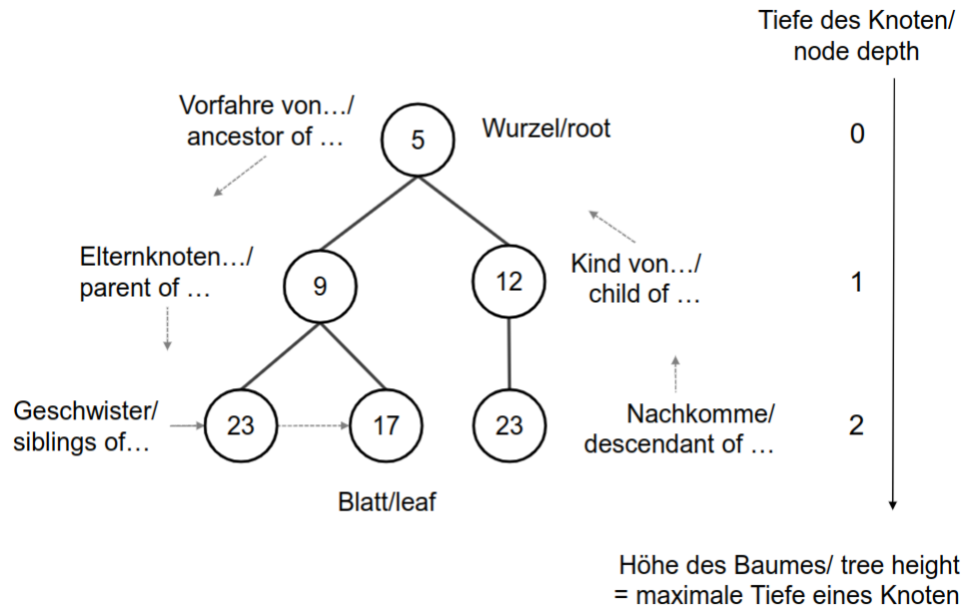 Tiefe des Knoten/
node depth
Vorfahre von…/
ancestor of …
5
Wurzel/root
0
Elternknoten…/
parent of …
9
12
Kind von…/
child of …
1
Geschwister/
siblings of…
23
17
23
Nachkomme/
descendant of …
2
Blatt/leaf
Höhe des Baumes/ tree height
= maximale Tiefe eines Knoten